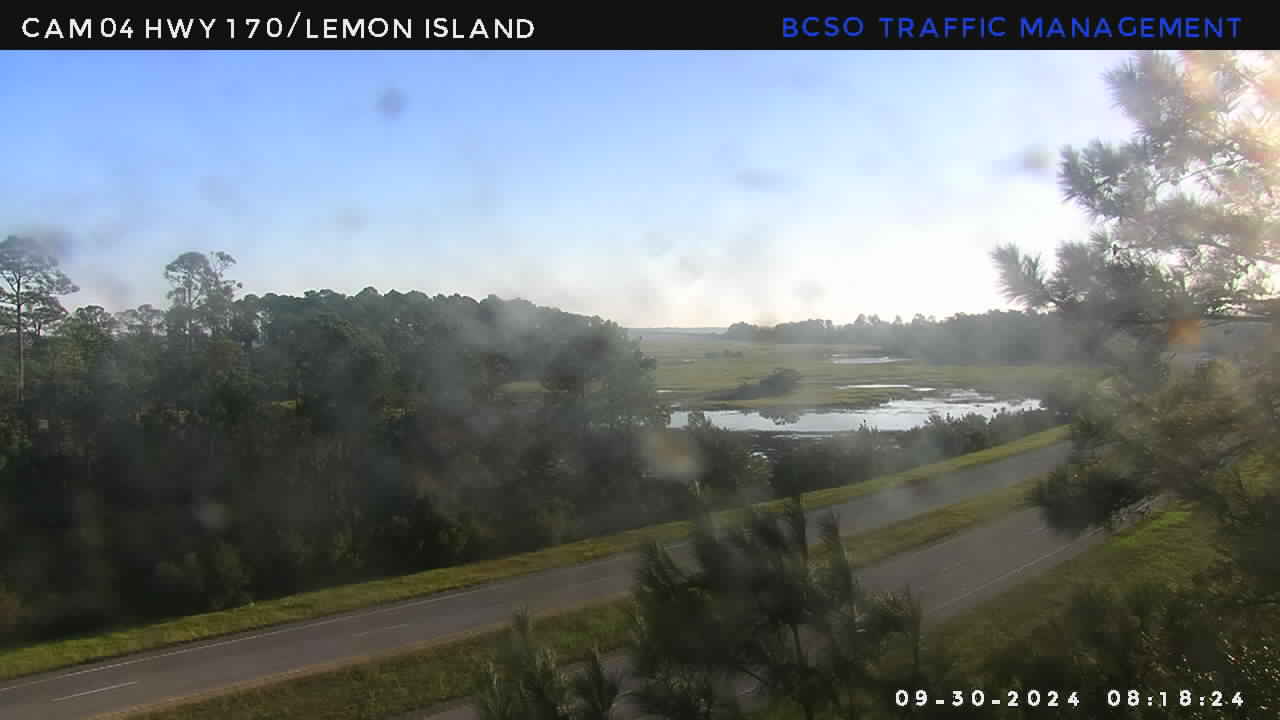 CAM04 HWY 170/LEMON ISLAND
BCSO TRAFFIC MANAGEMENT
09-30-2024 08:18:24